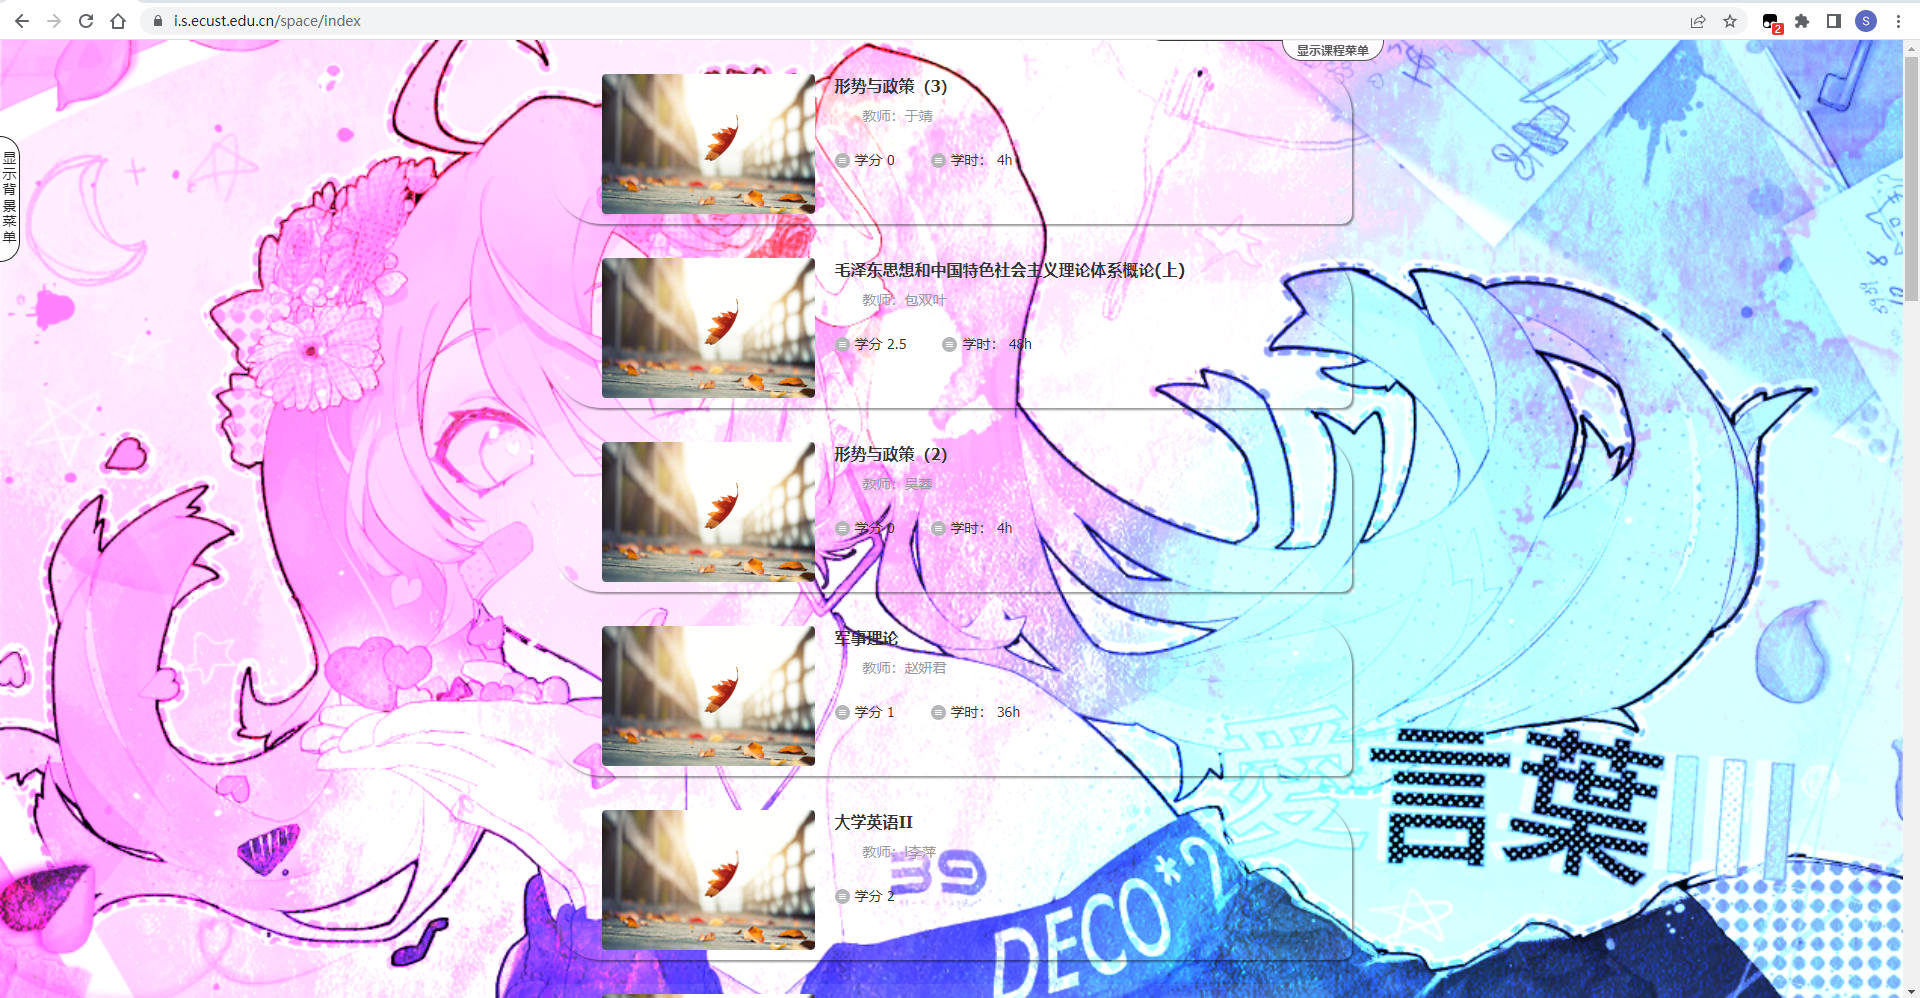 i.s.ecust.edu.cn/space/index
2
S
显示课程菜单
显示背景菜单
形势与政策（3）
教师：于靖
学分 0 学时： 4h
毛泽东思想和中国特色社会主义理论体系概论(上)
教师：包双叶
学分 2.5 学时： 48h
形势与政策（2）
教师：吴蓉
学分 0 学时： 4h
军事理论
教师：赵妍君
学分 1 学时： 36h
愛
言葉III
大学英语II
教师：l李萍
39
学分 2
DECO*2